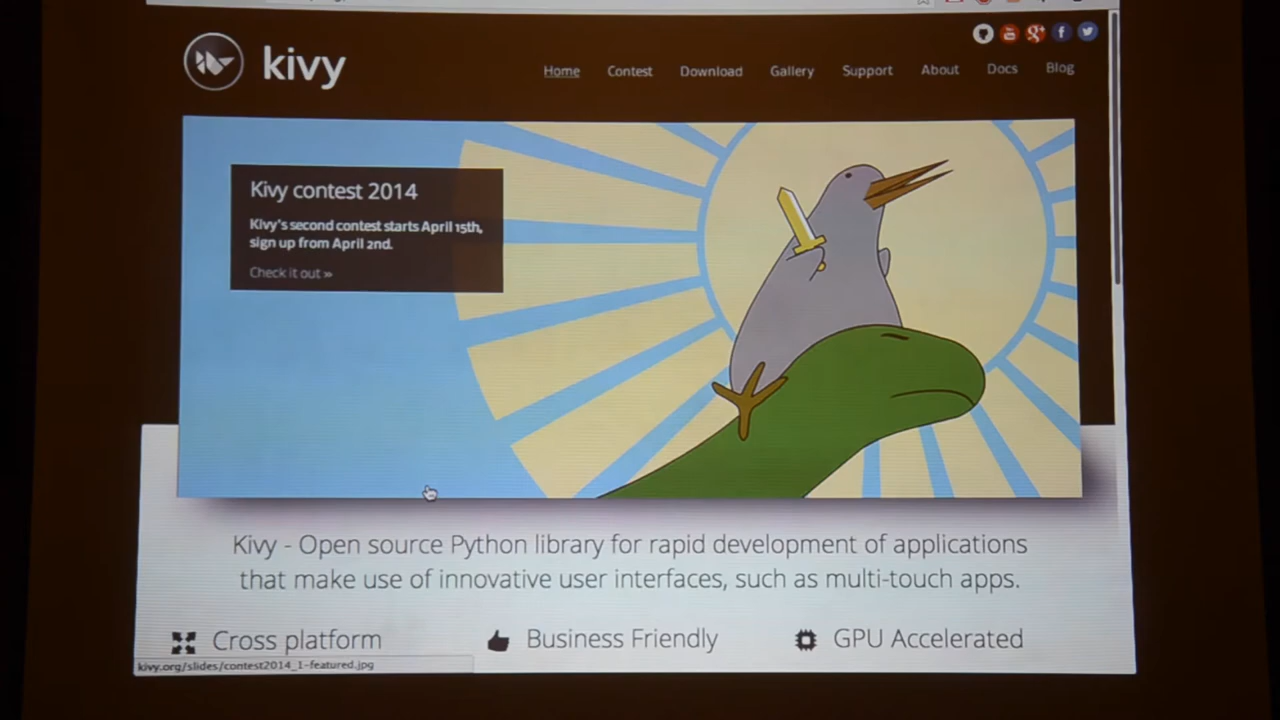 kivy
Home Contest Download Gallery Support About Docs Blog
Kivy contest 2014
Kivy's second contest starts April 15th,
sign up from April 2nd.
Check it out »
Kivy - Open source Python library for rapid development of applications
that make use of innovative user interfaces, such as multi-touch apps.
Cross platform Business Friendly GPU Accelerated
kivy.org/slides/contest2014_1-featured.jpg